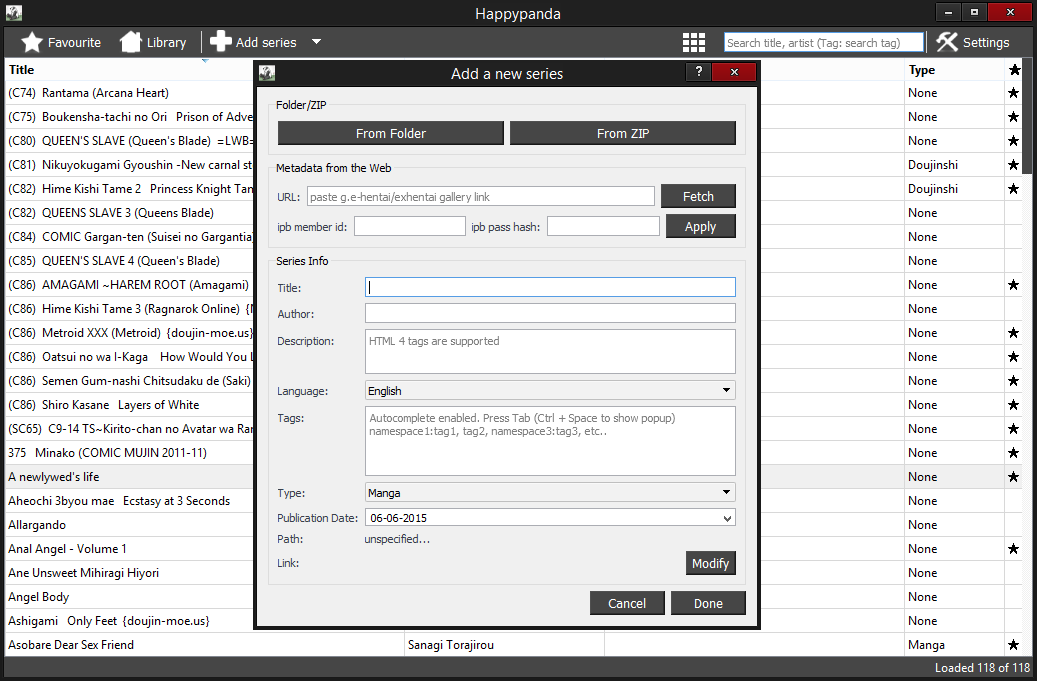 Happypanda
Favourite Library Add series Search title, artist (Tag: search tag) Settings
Title Type
(C74) Rantama (Arcana Heart) None
(C75) Boukensha-tachi no Ori Prison of Adve None
(C80) QUEEN'S SLAVE (Queen's Blade) =LWB= None
(C81) Nikuyokugami Gyoushin -New carnal st Doujinshi
(C82) Hime Kishi Tame 2 Princess Knight Tan Doujinshi
(C82) QUEENS SLAVE 3 (Queens Blade) None
(C84) COMIC Gargan-ten (Suisei no Gargantia) None
(C85) QUEEN'S SLAVE 4 (Queen's Blade) None
(C86) AMAGAMI ~HAREM ROOT (Amagami) None
(C86) Hime Kishi Tame 3 (Ragnarok Online) None
(C86) Metroid XXX (Metroid) {doujin-moe.us} None
(C86) Oatsui no wa I-Kaga How Would You L None
(C86) Semen Gum-nashi Chitsudaku de (Saki) None
(C86) Shiro Kasane Layers of White None
(SC65) C9-14 TS~Kirito-chan no Avatar wa Ran None
375 Minako (COMIC MUJIN 2011-11) None
A newlywed's life None
Aheochi 3byou mae Ecstasy at 3 Seconds None
Allargando None
Anal Angel - Volume 1 None
Ane Unsweet Mihiragi Hiyori None
Angel Body None
Ashigami Only Feet {doujin-moe.us} None
Asobare Dear Sex Friend Sanagi Torajirou Manga
Add a new series ?
Folder/ZIP
From Folder From ZIP
Metadata from the Web
URL: paste g.e-hentai/exhentai gallery link Fetch
ipb member id: ipb pass hash: Apply
Series Info
Title:
Author:
Description: HTML 4 tags are supported
Language: English
Tags: Autocomplete enabled. Press Tab (Ctrl + Space to show popup)
namespace1:tag1, tag2, namespace3:tag3, etc..
Type: Manga
Publication Date: 06-06-2015
Path: unspecified...
Link: Modify
Cancel Done
Loaded 118 of 118